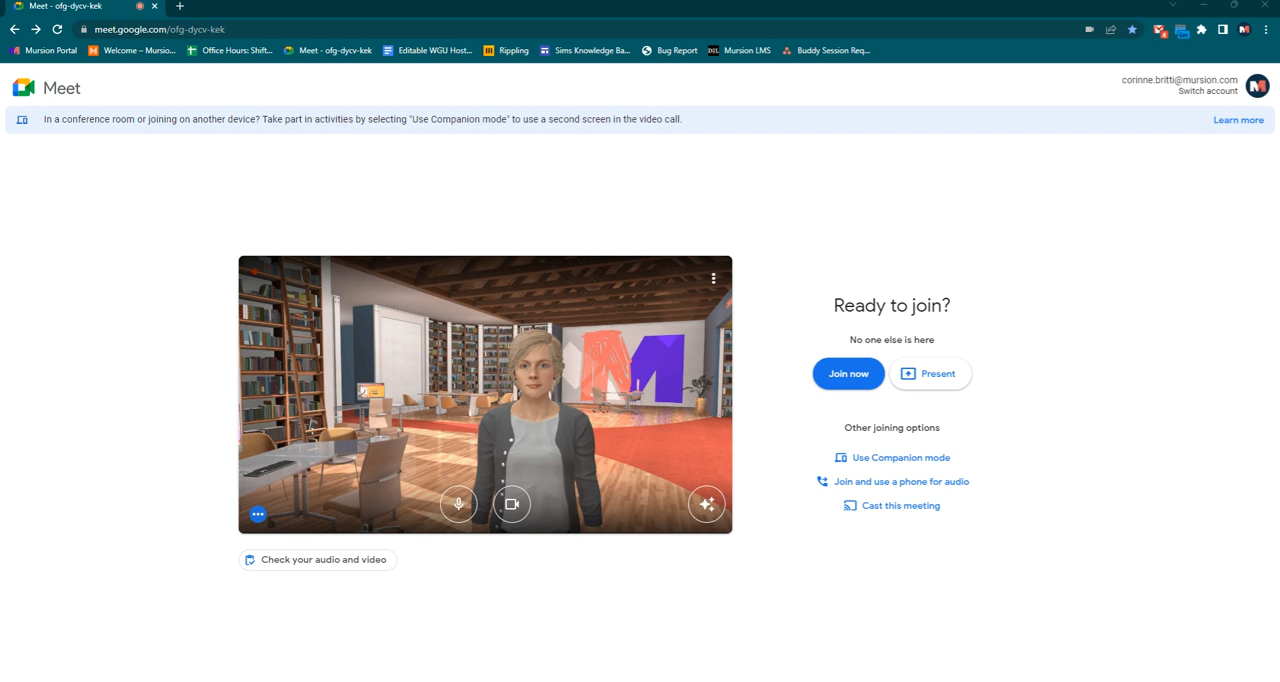 Meet - ofg-dycv-kek
meet.google.com/ofg-dycv-kek
Mursion Portal Welcome – Mursio... Office Hours: Shift... Meet - ofg-dycv-kek Editable WGU Host... Rippling Sims Knowledge Ba... Bug Report Mursion LMS Buddy Session Req...
Meet
corinne.britti@mursion.com
Switch account
In a conference room or joining on another device? Take part in activities by selecting "Use Companion mode" to use a second screen in the video call.
Learn more
Ready to join?
No one else is here
Join now
Present
Other joining options
Use Companion mode
Join and use a phone for audio
Cast this meeting
Check your audio and video